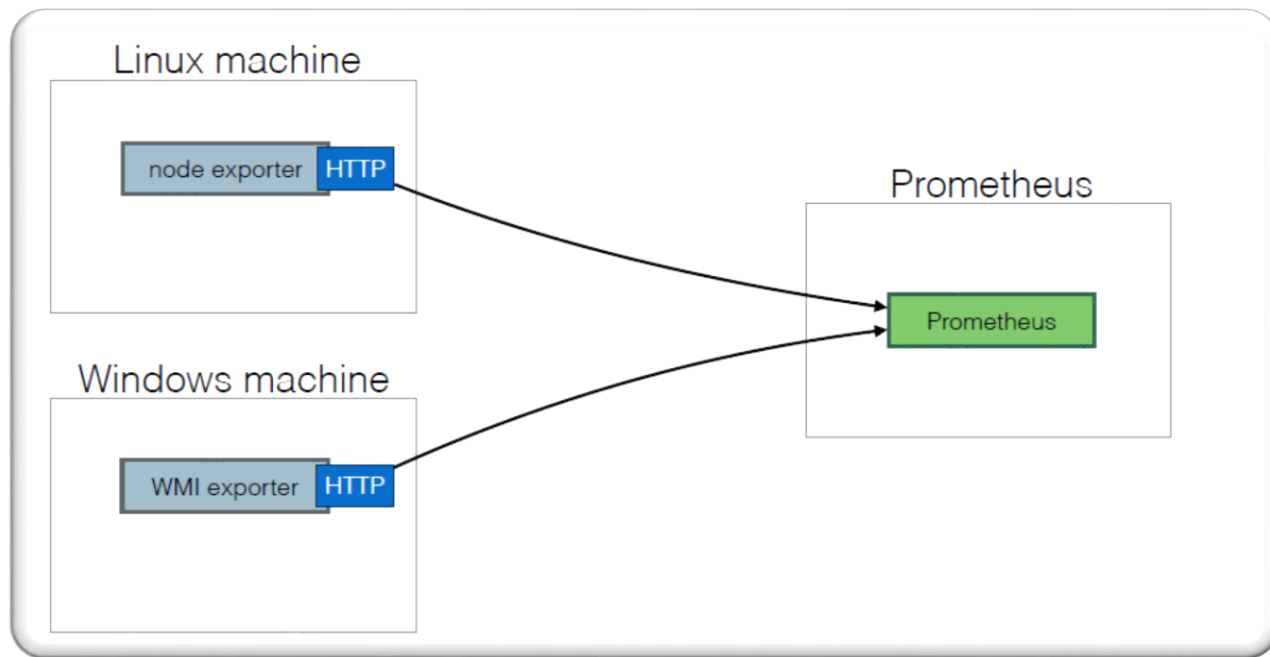 Linux machine
node exporter
HTTP
Prometheus
Prometheus
Windows machine
WMI exporter
HTTP